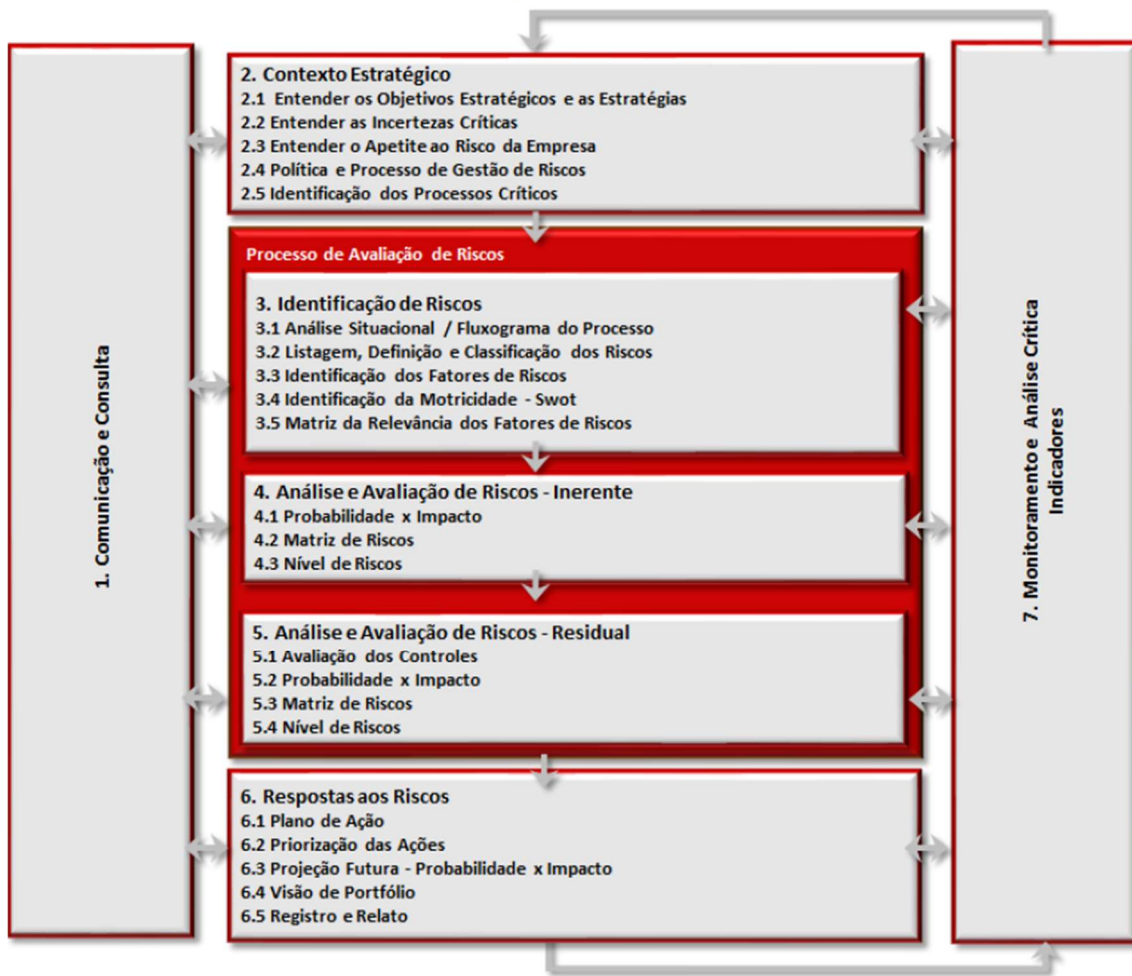 1. Comunicação e Consulta
2. Contexto Estratégico
2.1 Entender os Objetivos Estratégicos e as Estratégias
2.2 Entender as Incertezas Críticas
2.3 Entender o Apetite ao Risco da Empresa
2.4 Política e Processo de Gestão de Riscos
2.5 Identificação dos Processos Críticos
Processo de Avaliação de Riscos
3. Identificação de Riscos
3.1 Análise Situacional / Fluxograma do Processo
3.2 Listagem, Definição e Classificação dos Riscos
3.3 Identificação dos Fatores de Riscos
3.4 Identificação da Motricidade - Swot
3.5 Matriz da Relevância dos Fatores de Riscos
4. Análise e Avaliação de Riscos - Inerente
4.1 Probabilidade x Impacto
4.2 Matriz de Riscos
4.3 Nível de Riscos
5. Análise e Avaliação de Riscos - Residual
5.1 Avaliação dos Controles
5.2 Probabilidade x Impacto
5.3 Matriz de Riscos
5.4 Nível de Riscos
6. Respostas aos Riscos
6.1 Plano de Ação
6.2 Priorização das Ações
6.3 Projeção Futura - Probabilidade x Impacto
6.4 Visão de Portfólio
6.5 Registro e Relato
7. Monitoramento e Análise Crítica
Indicadores